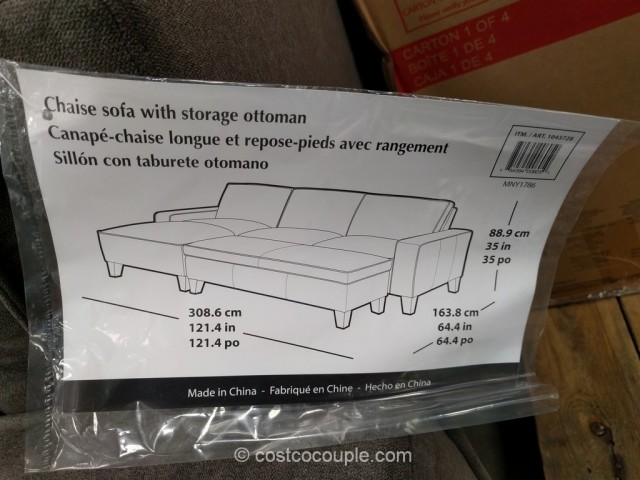 CARTON 1 OF 4
BOÎTE 1 DE 4
CAJA 1 DE 4
Chaise sofa with storage ottoman
Canapé-chaise longue et repose-pieds avec rangement
Sillón con taburete otomano
ITM. / ART. 1043728
MNY1786
88.9 cm
35 in
35 po
308.6 cm
121.4 in
121.4 po
163.8 cm
64.4 in
64.4 po
Made in China - Fabriqué en Chine - Hecho en China
© costcocouple.com